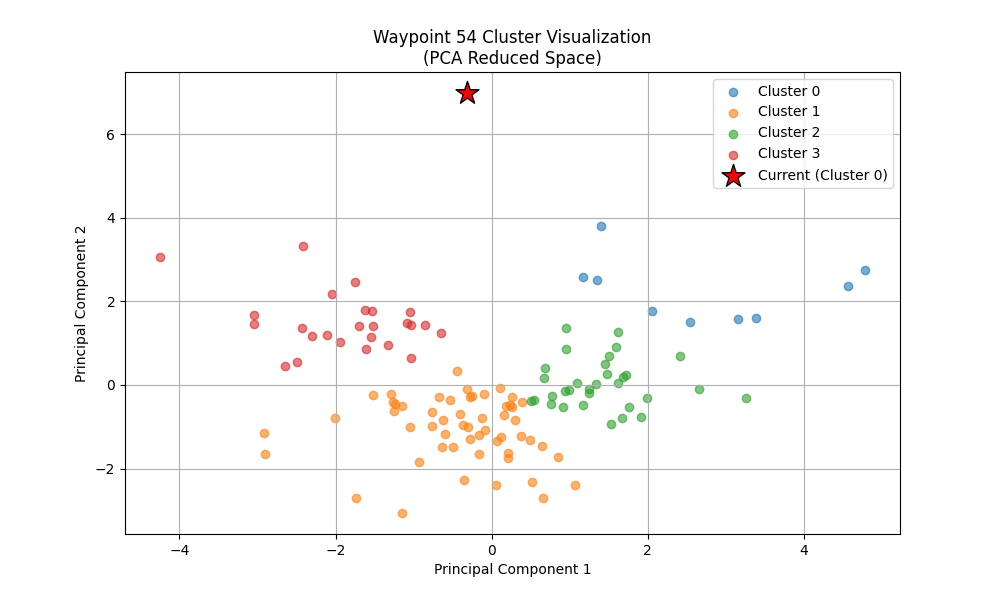 Waypoint 54 Cluster Visualization
(PCA Reduced Space)
Cluster 0
Cluster 1
Cluster 2
Cluster 3
Current (Cluster 0)
Principal Component 2
6
4
2
0
−2
−4
−2
0
2
4
Principal Component 1